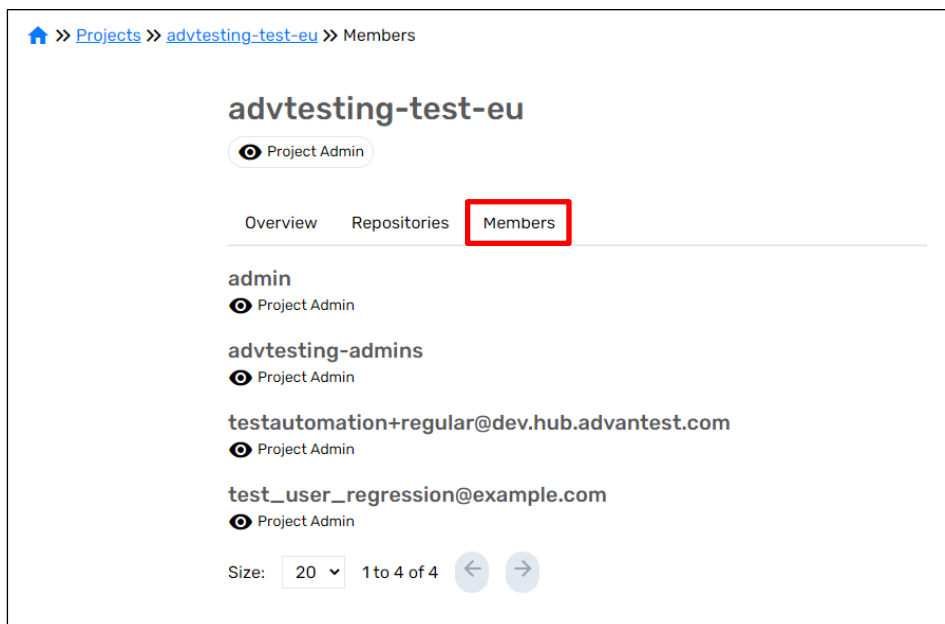 Projects advtesting-test-eu Members
advtesting-test-eu
Project Admin
Overview Repositories Members
admin
Project Admin
advtesting-admins
Project Admin
testautomation+regular@dev.hub.advantest.com
Project Admin
test_user_regression@example.com
Project Admin
Size: 20 1 to 4 of 4